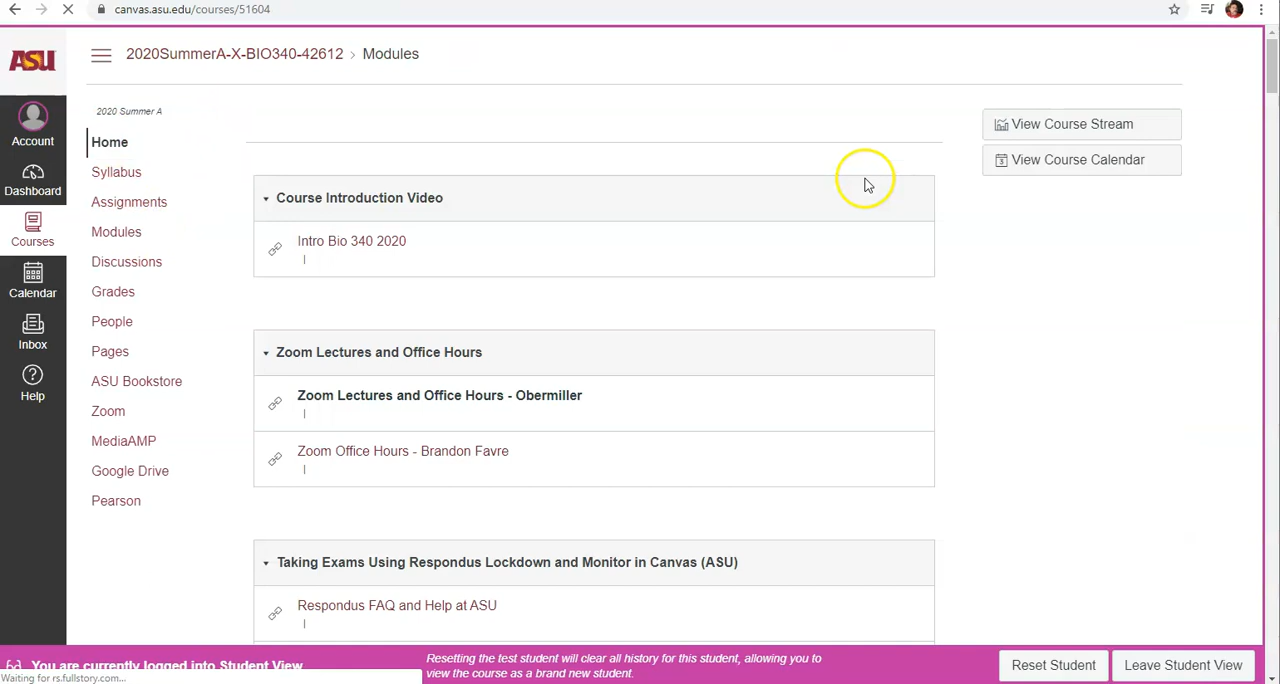 canvas.asu.edu/courses/51604
ASU
2020SummerA-X-BIO340-42612 › Modules
Account
Dashboard
Courses
Calendar
Inbox
Help
2020 Summer A
Home
Syllabus
Assignments
Modules
Discussions
Grades
People
Pages
ASU Bookstore
Zoom
MediaAMP
Google Drive
Pearson
Course Introduction Video
Intro Bio 340 2020
|
Zoom Lectures and Office Hours
Zoom Lectures and Office Hours - Obermiller
|
Zoom Office Hours - Brandon Favre
|
Taking Exams Using Respondus Lockdown and Monitor in Canvas (ASU)
Respondus FAQ and Help at ASU
|
View Course Stream
3 View Course Calendar
You are currently logged into Student View
Resetting the test student will clear all history for this student, allowing you to
view the course as a brand new student.
Reset Student
Leave Student View
Waiting for rs.fullstory.com...